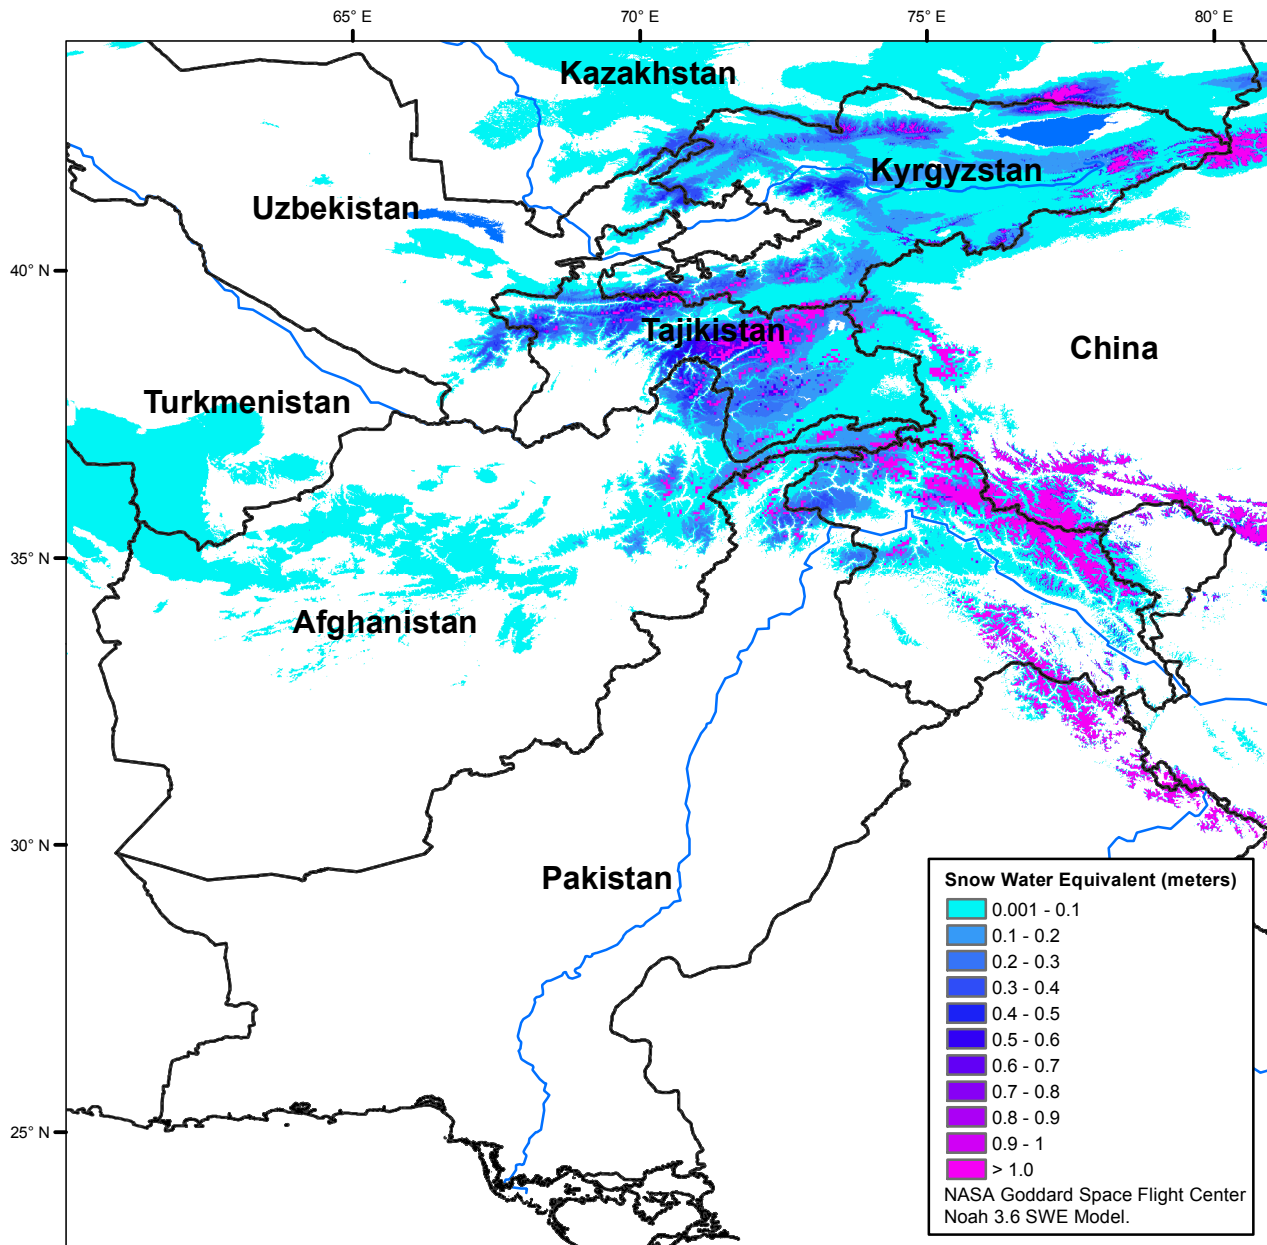 65° E
70° E
75° E
80° E
Kazakhstan
Kyrgyzstan
Uzbekistan
40° N
Tajikistan
China
Turkmenistan
35° N
Afghanistan
30° N
Pakistan
Snow Water Equivalent (meters)
0.001 - 0.1
0.1 - 0.2
0.2 - 0.3
0.3 - 0.4
0.4 - 0.5
0.5 - 0.6
0.6 - 0.7
0.7 - 0.8
0.8 - 0.9
0.9 - 1
> 1.0
NASA Goddard Space Flight Center
Noah 3.6 SWE Model.
25° N